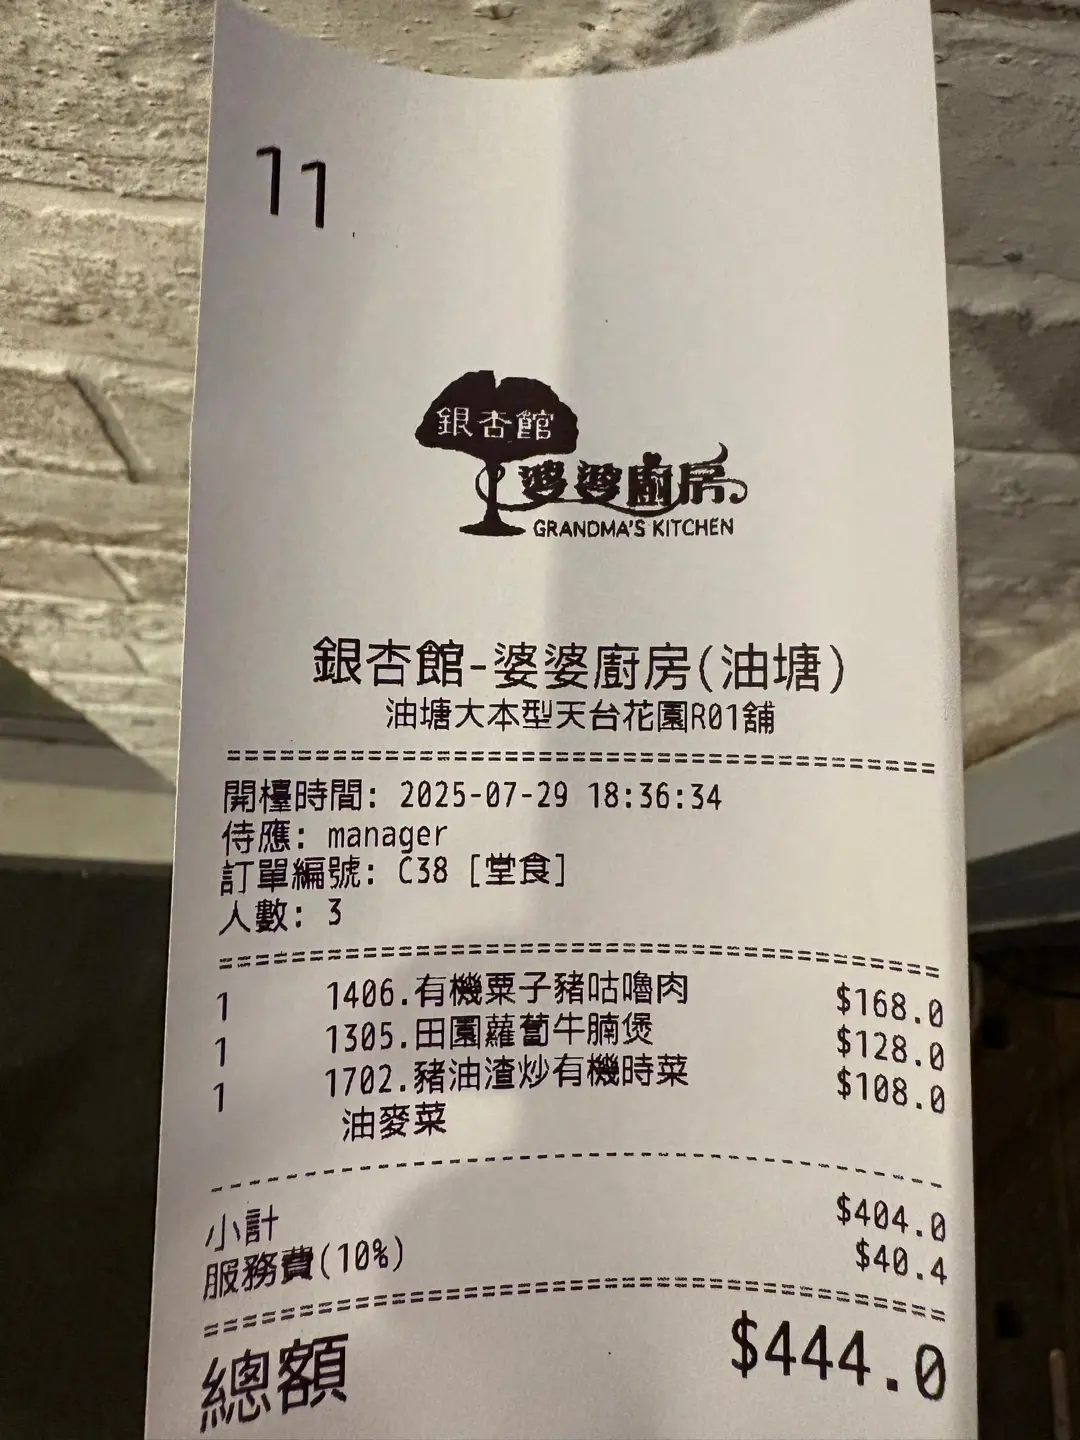 11
銀杏館
婆婆廚房
GRANDMA'S KITCHEN
銀杏館-婆婆廚房(油塘)
油塘大本型天台花園R01舖
開檯時間: 2025-07-29 18:36:34
侍應: manager
訂單編號: C38 [堂食]
人數: 3
1 1406.有機粟子豬咕嚕肉 $168.0
1 1305.田園蘿蔔牛腩煲 $128.0
1 1702.豬油渣炒有機時菜 $108.0
油麥菜
小計 $404.0
服務費(10%) $40.4
總額 $444.0